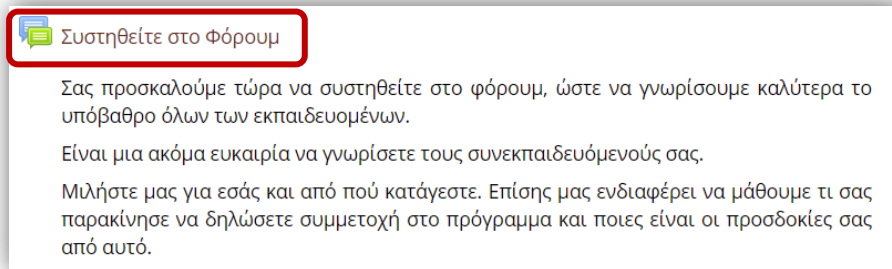 Συστηθείτε στο Φόρουμ
Σας προσκαλούμε τώρα να συστηθείτε στο φόρουμ, ώστε να γνωρίσουμε καλύτερα το
υπόβαθρο όλων των εκπαιδευομένων.
Είναι μια ακόμα ευκαιρία να γνωρίσετε τους συνεκπαιδευόμενούς σας.
Μιλήστε μας για εσάς και από πού κατάγεστε. Επίσης μας ενδιαφέρει να μάθουμε τι σας
παρακίνησε να δηλώσετε συμμετοχή στο πρόγραμμα και ποιες είναι οι προσδοκίες σας
από αυτό.